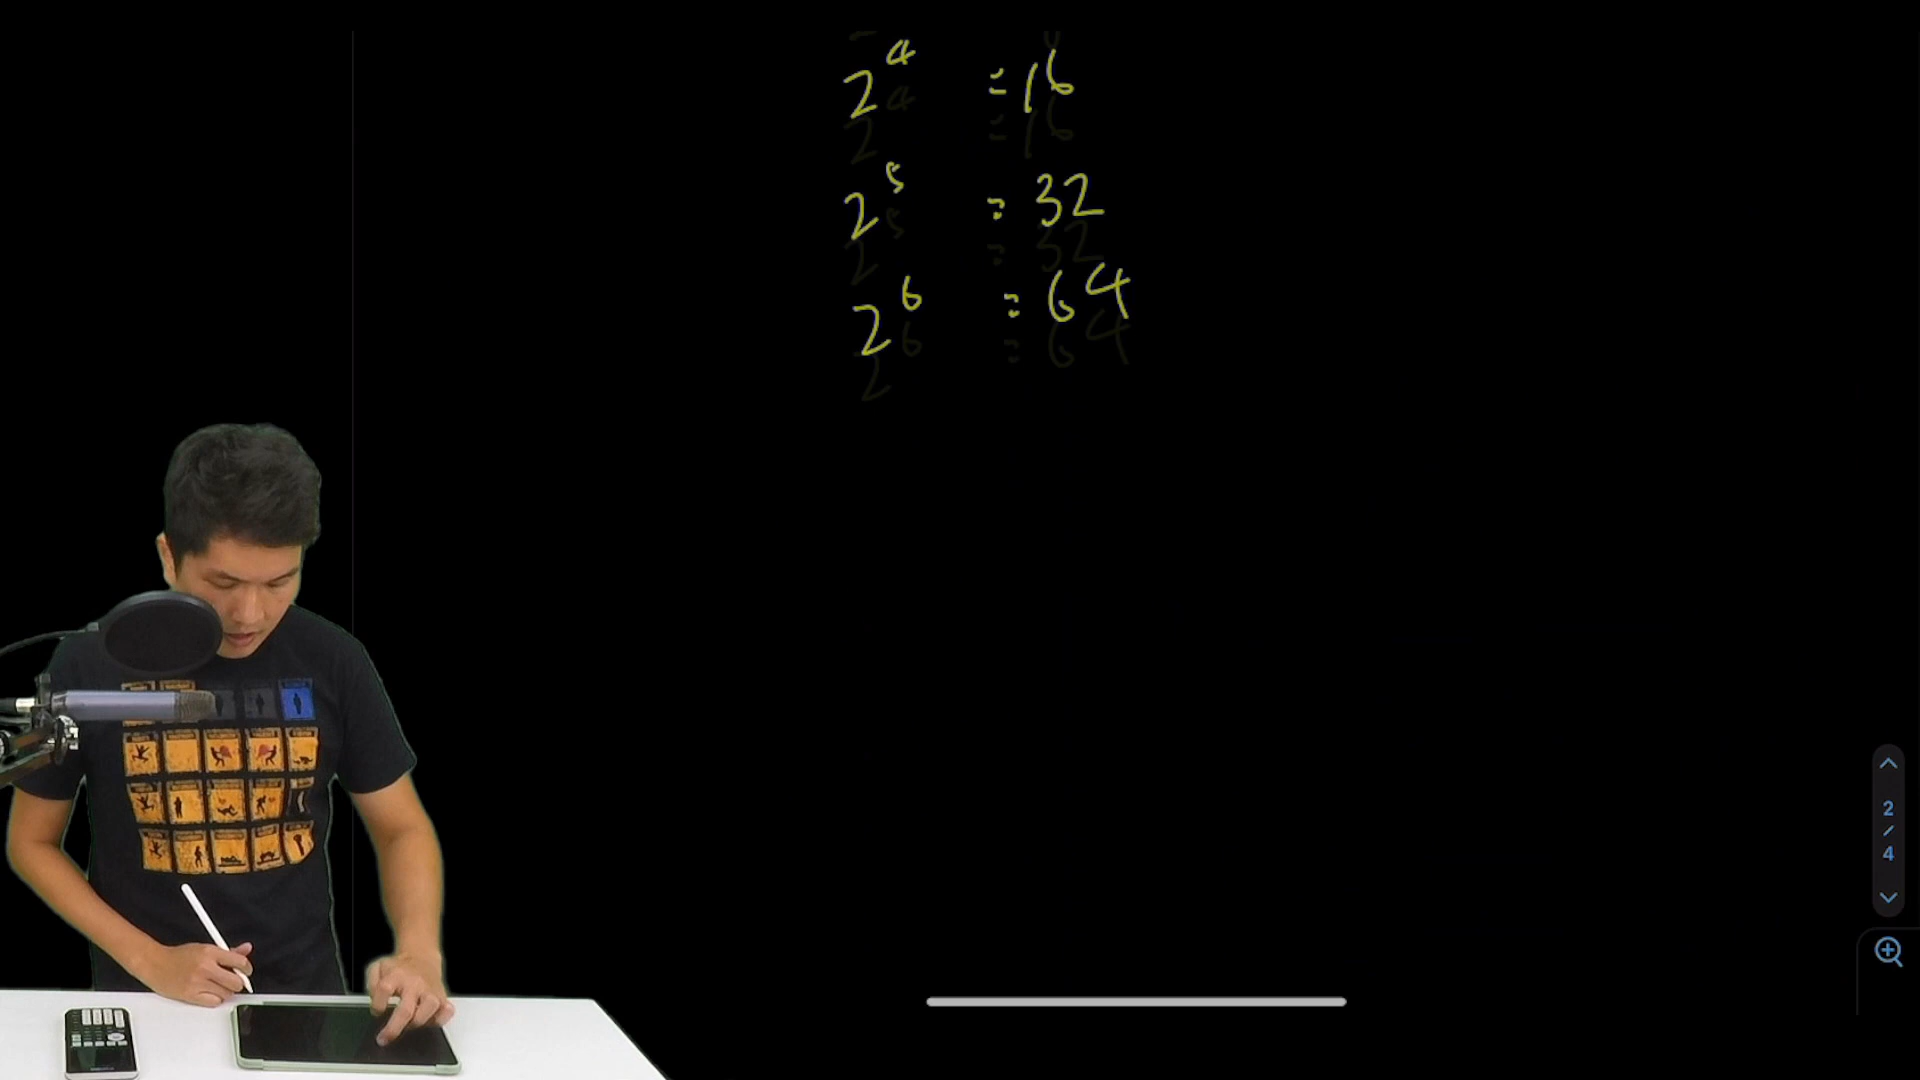 2⁴ = 16
2⁵ = 32
2⁶ = 64
2
/
4